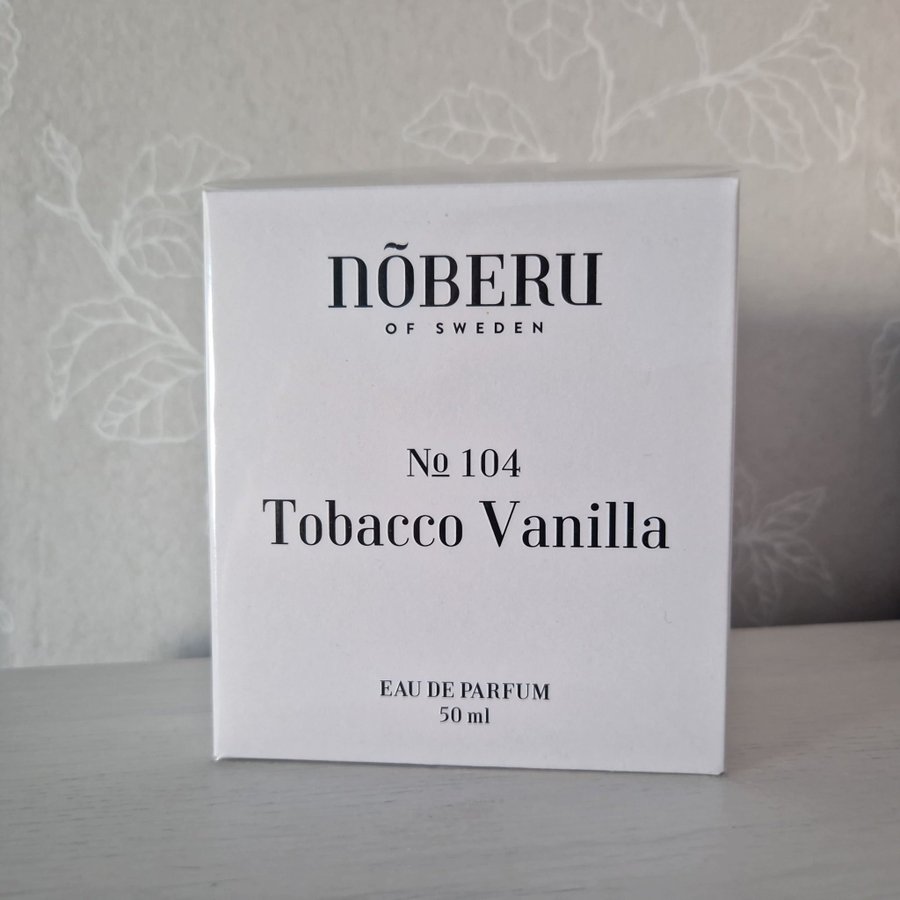 nõBERU
OF SWEDEN
№ 104
Tobacco Vanilla
EAU DE PARFUM
50 ml